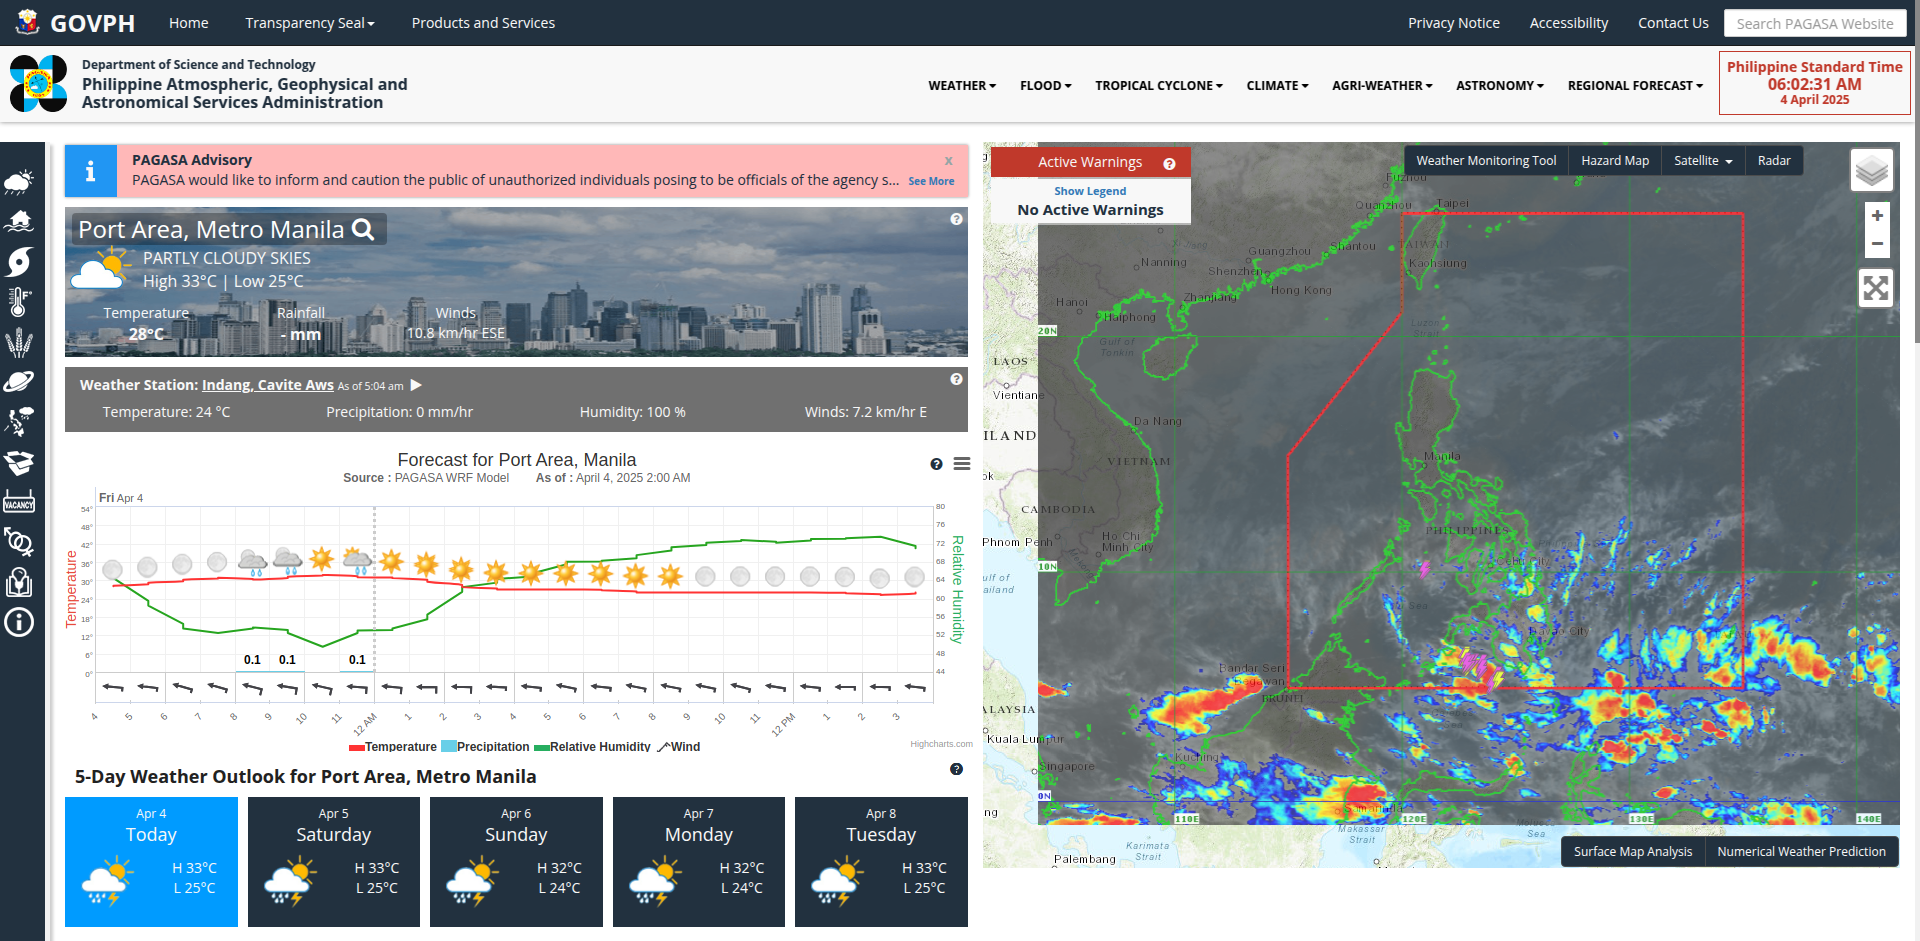 GOVPH
Home
Transparency Seal
Products and Services
Privacy Notice
Accessibility
Contact Us
Search PAGASA Website
Department of Science and Technology
Philippine Atmospheric, Geophysical and
Astronomical Services Administration
WEATHER
FLOOD
TROPICAL CYCLONE
CLIMATE
AGRI-WEATHER
ASTRONOMY
REGIONAL FORECAST
Philippine Standard Time
06:02:31 AM
4 April 2025
VACANCY
PAGASA Advisory
x
PAGASA would like to inform and caution the public of unauthorized individuals posing to be officials of the agency s...
See More
Port Area, Metro Manila
PARTLY CLOUDY SKIES
High 33°C | Low 25°C
Temperature
28°C
Rainfall
- mm
Winds
10.8 km/hr ESE
Weather Station: Indang, Cavite Aws As of 5:04 am
Temperature: 24 °C
Precipitation: 0 mm/hr
Humidity: 100 %
Winds: 7.2 km/hr E
Forecast for Port Area, Manila
Source : PAGASA WRF Model As of : April 4, 2025 2:00 AM
Fri Apr 4
Temperature
54°
48°
42°
36°
30°
24°
18°
12°
6°
0°
Relative Humidity
80
76
72
68
64
60
56
52
48
44
0.1
0.1
0.1
4 5 6 7 8 9 10 11 12 AM 1 2 3 4 5 6 7 8 9 10 11 12 PM 1 2 3
Temperature Precipitation Relative Humidity Wind
Highcharts.com
5-Day Weather Outlook for Port Area, Metro Manila
Apr 4
Today
H 33°C
L 25°C
Apr 5
Saturday
H 33°C
L 25°C
Apr 6
Sunday
H 32°C
L 24°C
Apr 7
Monday
H 32°C
L 24°C
Apr 8
Tuesday
H 33°C
L 25°C
Active Warnings
Show Legend
No Active Warnings
Weather Monitoring Tool
Hazard Map
Satellite
Radar
+
−
Fuzhou
Quanzhou
Taipei
TAIWAN
Kaohsiung
Shantou
Guangzhou
Shenzhen
Hong Kong
Nanning
Zhanjiang
Hanoi
Haiphong
Gulf of
Tonkin
Luzon
Strait
20N
LAOS
Vientiane
Da Nang
VIETNAM
Manila
CAMBODIA
Phnom Penh
Ho Chi
Minh City
PHILIPPINES
Cebu City
10N
Davao City
Bandar Seri
Begawan
BRUNEI
Kuala Lumpur
Kuching
Singapore
Samarinda
0N
110E
120E
130E
140E
Makassar
Strait
Karimata
Strait
Palembang
Sea
Surface Map Analysis
Numerical Weather Prediction